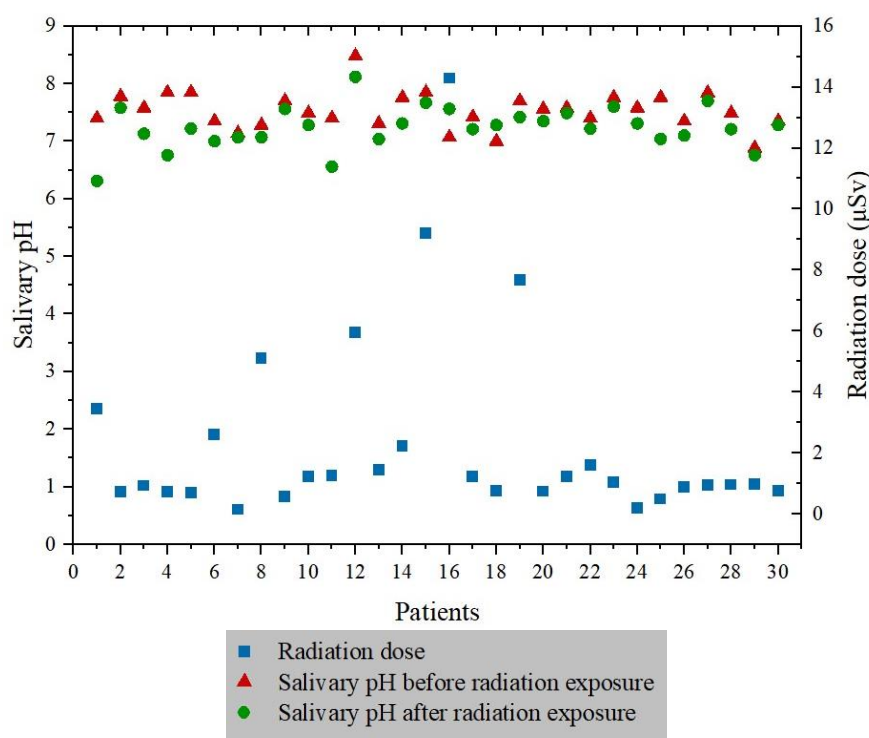 9
8
7
6
5
4
3
2
1
0
Salivary pH
16
14
12
10
8
6
4
2
0
Radiation dose (μSv)
0 2 4 6 8 10 12 14 16 18 20 22 24 26 28 30
Patients
Radiation dose
Salivary pH before radiation exposure
Salivary pH after radiation exposure